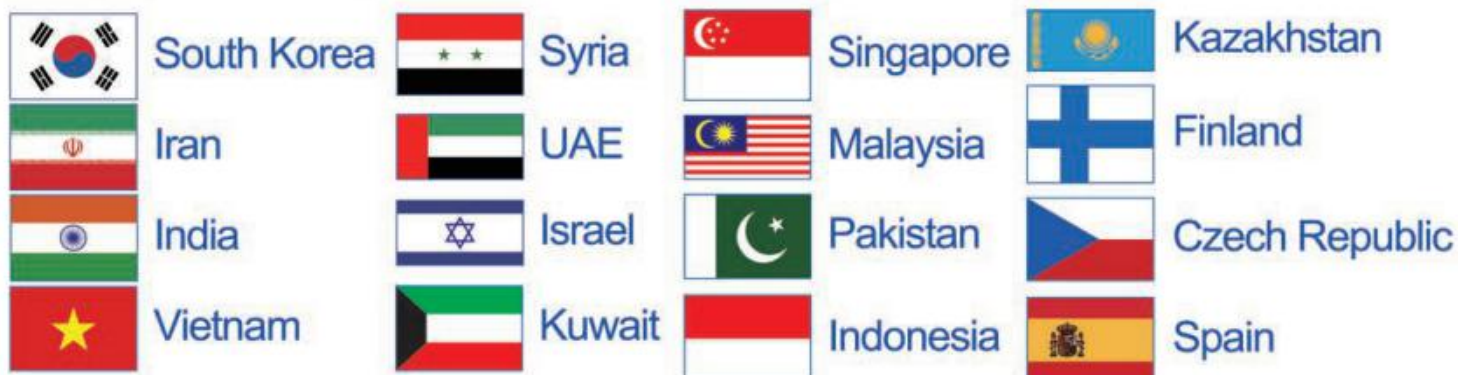 South Korea
Iran
India
Vietnam
Syria
UAE
Israel
Kuwait
Singapore
Malaysia
Pakistan
Indonesia
Kazakhstan
Finland
Czech Republic
Spain